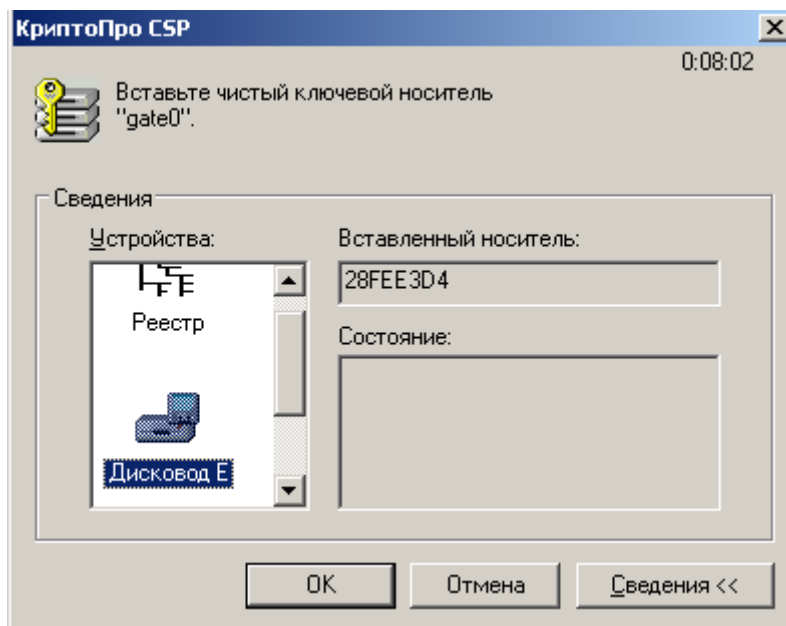 КриптоПро CSP
0:08:02
Вставьте чистый ключевой носитель
"gate0".
Сведения
Устройства:
Вставленный носитель:
28FEE3D4
Реестр
Состояние:
Дисковод E
OK
Отмена
Сведения <<